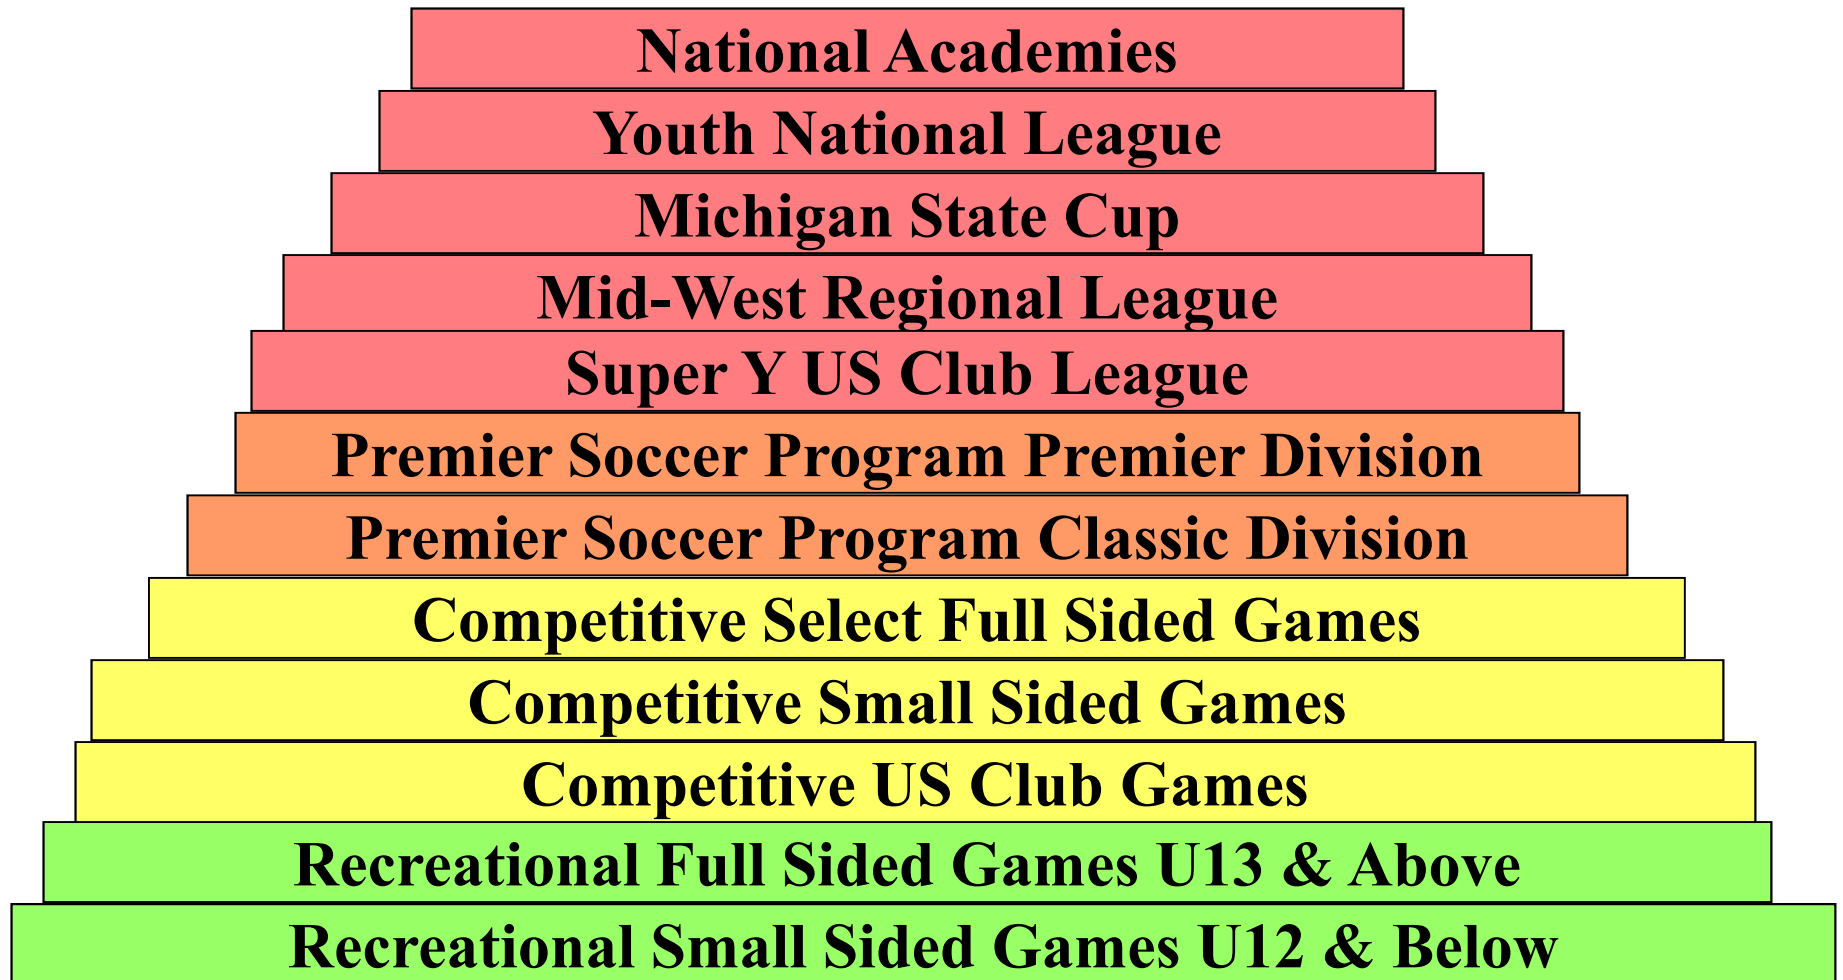 National Academies
Youth National League
Michigan State Cup
Mid-West Regional League
Super Y US Club League
Premier Soccer Program Premier Division
Premier Soccer Program Classic Division
Competitive Select Full Sided Games
Competitive Small Sided Games
Competitive US Club Games
Recreational Full Sided Games U13 & Above
Recreational Small Sided Games U12 & Below